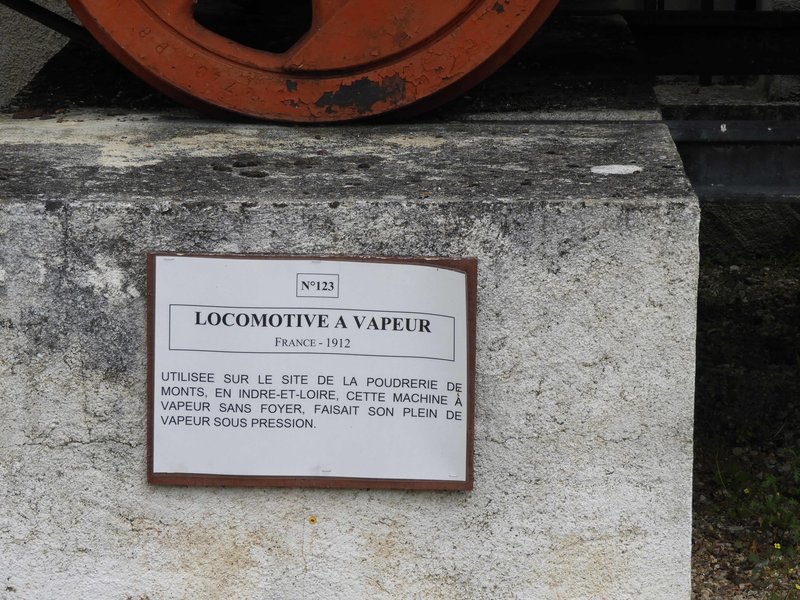 N°123
LOCOMOTIVE A VAPEUR
FRANCE - 1912
UTILISEE SUR LE SITE DE LA POUDRERIE DE
MONTS, EN INDRE-ET-LOIRE, CETTE MACHINE À
VAPEUR SANS FOYER, FAISAIT SON PLEIN DE
VAPEUR SOUS PRESSION.